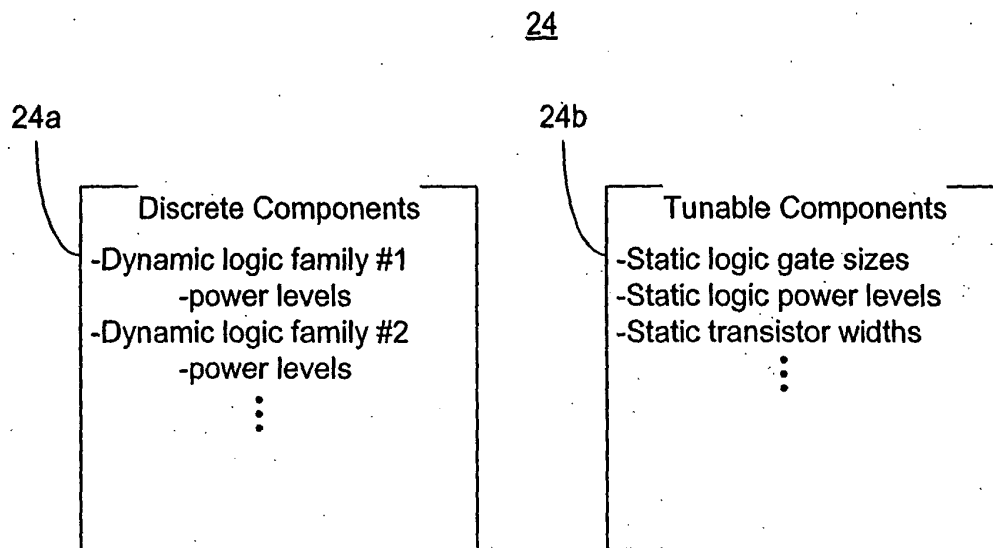 24
24a
24b
Discrete Components
-Dynamic logic family #1
-power levels
-Dynamic logic family #2
-power levels
Tunable Components
-Static logic gate sizes
-Static logic power levels
-Static transistor widths